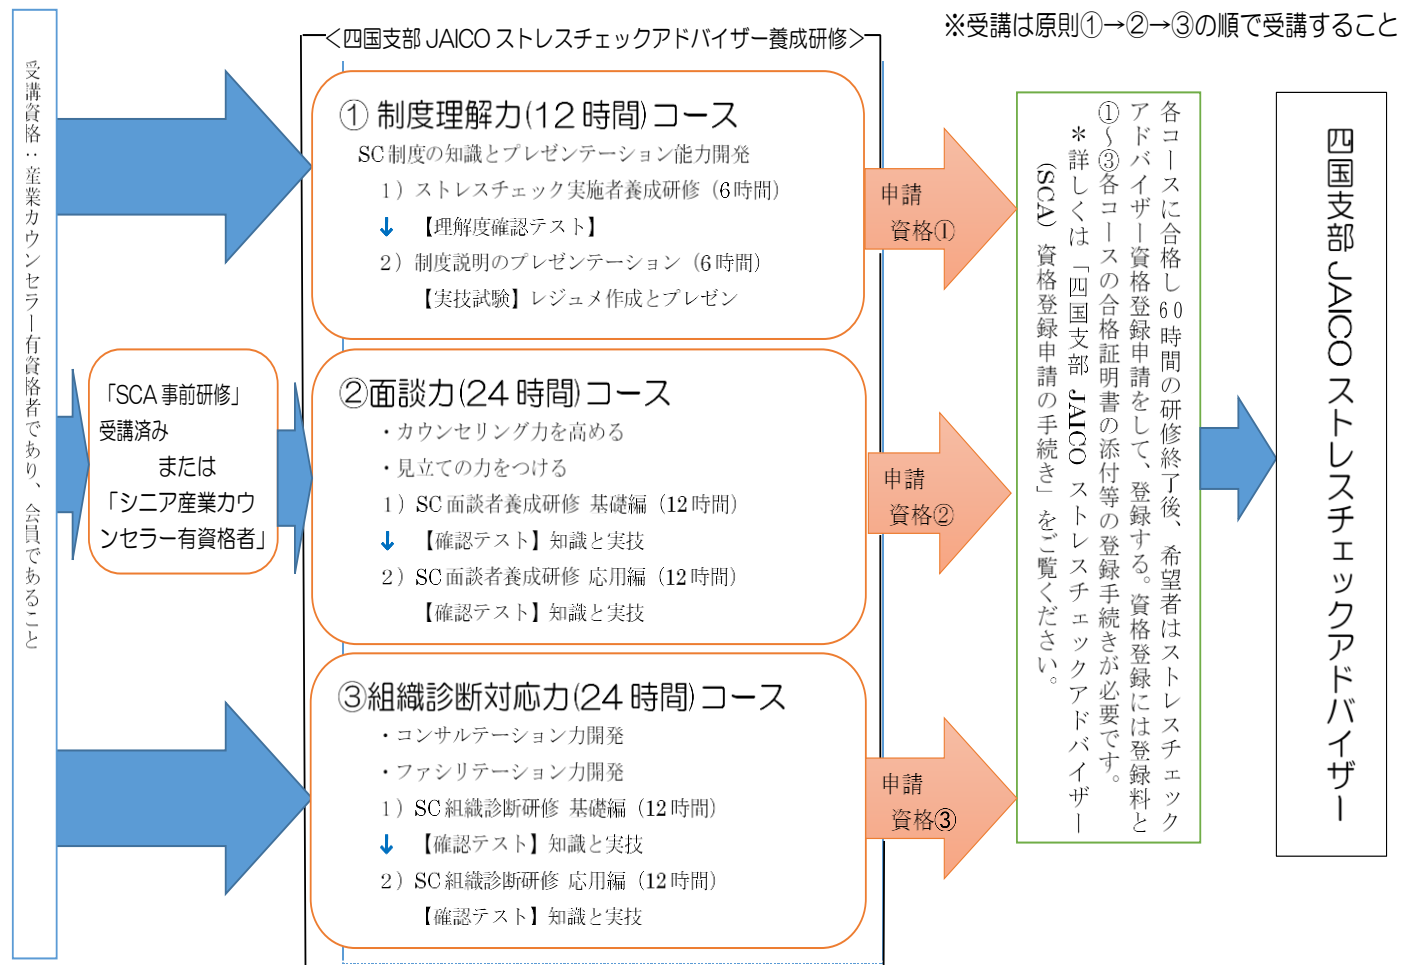 ※受講は原則①→②→③の順で受講すること
＜四国支部 JAICO ストレスチェックアドバイザー養成研修＞
受講資格：産業カウンセラー有資格者であり、会員であること
① 制度理解力(12 時間)コース
SC 制度の知識とプレゼンテーション能力開発
1）ストレスチェック実施者養成研修（6 時間）
↓ 【理解度確認テスト】
2）制度説明のプレゼンテーション（6 時間）
【実技試験】レジュメ作成とプレゼン
申請
資格①
「SCA 事前研修」
受講済み
または
「シニア産業カウ
ンセラー有資格者」
②面談力(24 時間)コース
・カウンセリング力を高める
・見立ての力をつける
1）SC 面談者養成研修 基礎編（12 時間）
↓ 【確認テスト】知識と実技
2）SC 面談者養成研修 応用編（12 時間）
【確認テスト】知識と実技
申請
資格②
③組織診断対応力(24 時間)コース
・コンサルテーション力開発
・ファシリテーション力開発
1）SC 組織診断研修 基礎編（12 時間）
↓ 【確認テスト】知識と実技
2）SC 組織診断研修 応用編（12 時間）
【確認テスト】知識と実技
申請
資格③
各コースに合格し 60 時間の研修終了後、希望者はストレスチェック
アドバイザー資格登録申請をして、登録する。資格登録には登録料と
①～③各コースの合格証明書の添付等の登録手続きが必要です。
＊詳しくは「四国支部 JAICO ストレスチェックアドバイザー
(SCA) 資格登録申請の手続き」をご覧ください。
四国支部 JAICO ストレスチェックアドバイザー